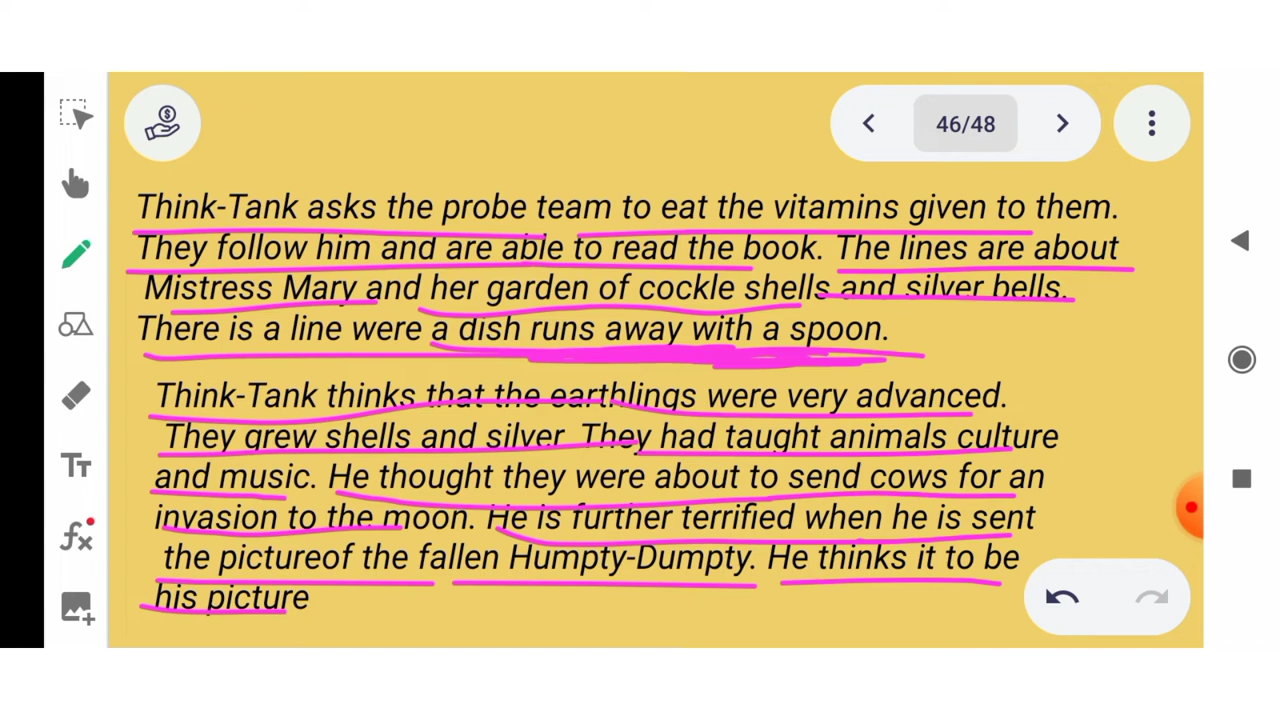 46/48
Think-Tank asks the probe team to eat the vitamins given to them.
They follow him and are able to read the book. The lines are about
Mistress Mary and her garden of cockle shells and silver bells.
There is a line were a dish runs away with a spoon.
Think-Tank thinks that the earthlings were very advanced.
They grew shells and silver They had taught animals culture
and music. He thought they were about to send cows for an
invasion to the moon. He is further terrified when he is sent
the pictureof the fallen Humpty-Dumpty. He thinks it to be
his picture
TT
fx